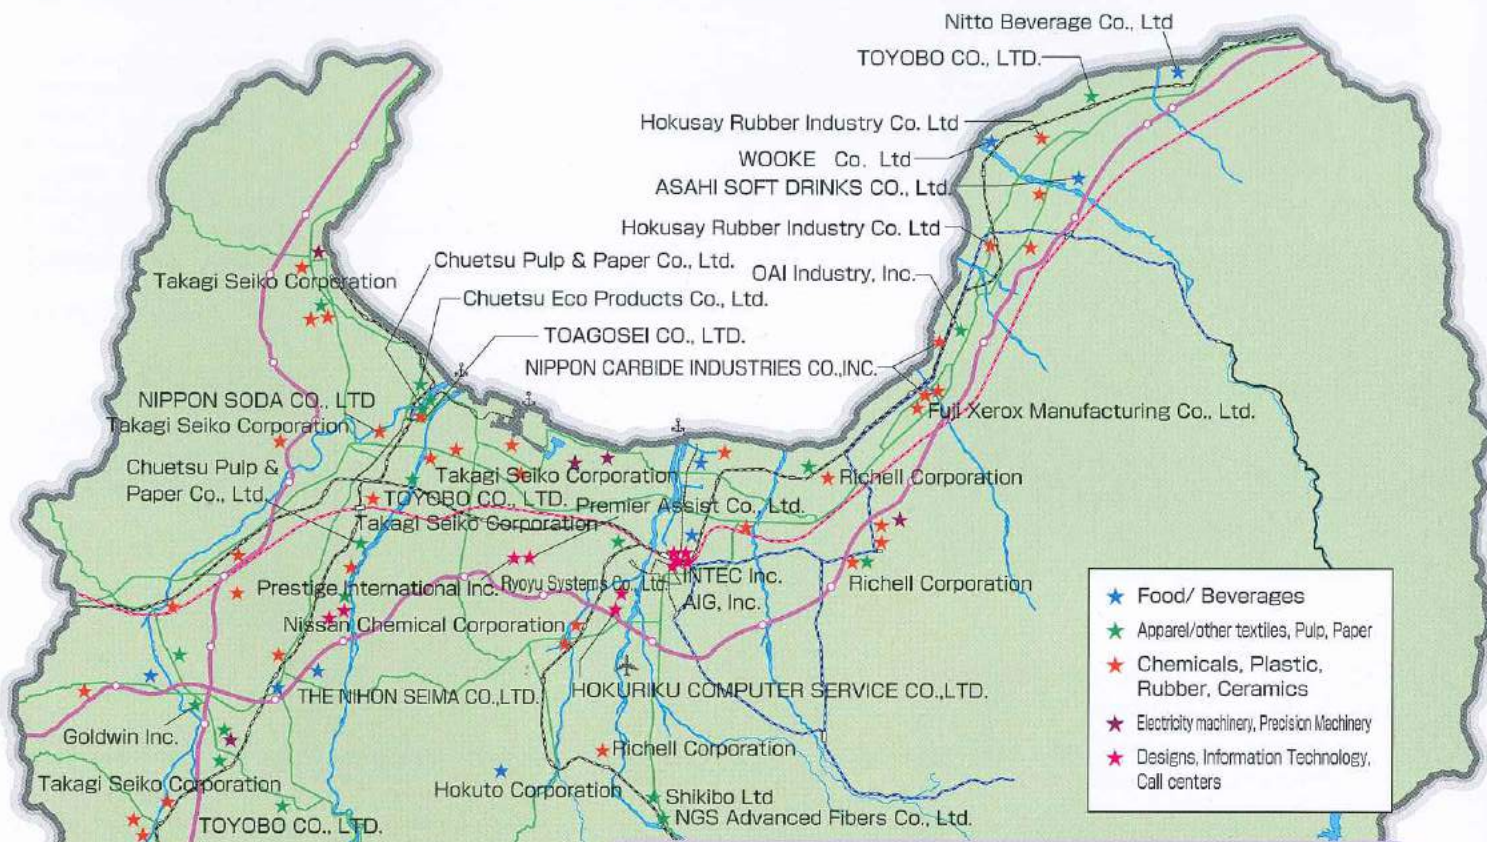 Nitto Beverage Co., Ltd
TOYOBO CO., LTD.
Hokusay Rubber Industry Co. Ltd
WOOKE Co. Ltd
ASAHI SOFT DRINKS CO., Ltd.
Hokusay Rubber Industry Co. Ltd
Chuetsu Pulp & Paper Co., Ltd.
OAI Industry, Inc.
Takagi Seiko Corporation
Chuetsu Eco Products Co., Ltd.
TOAGOSEI CO., LTD.
NIPPON CARBIDE INDUSTRIES CO.,INC.
NIPPON SODA CO., LTD
Fuji Xerox Manufacturing Co., Ltd.
Takagi Seiko Corporation
Chuetsu Pulp &
Paper Co., Ltd.
Takagi Seiko Corporation
Richell Corporation
TOYOBO CO., LTD.
Premier Assist Co., Ltd.
Takagi Seiko Corporation
Prestige International Inc.
Ryoyu Systems Co., Ltd.
INTEC Inc.
Richell Corporation
AIG, Inc.
Nissan Chemical Corporation
THE NIHON SEIMA CO.,LTD.
HOKURIKU COMPUTER SERVICE CO.,LTD.
Goldwin Inc.
Richell Corporation
Takagi Seiko Corporation
Hokuto Corporation
Shikibo Ltd
TOYOBO CO., LTD.
NGS Advanced Fibers Co., Ltd.
Food/ Beverages
Apparel/other textiles, Pulp, Paper
Chemicals, Plastic,
Rubber, Ceramics
Electricity machinery, Precision Machinery
Designs, Information Technology,
Call centers